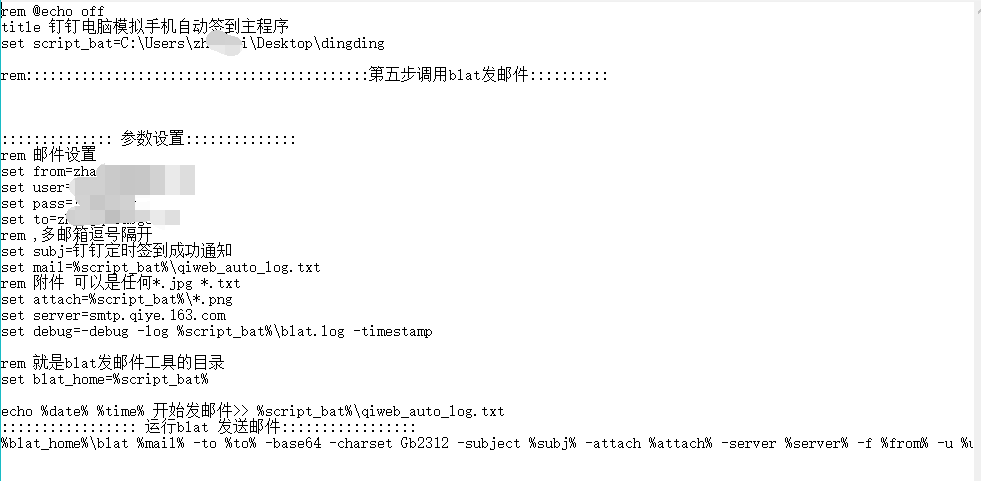 rem @echo off
title 钉钉电脑模拟手机自动签到主程序
set script_bat=C:\Users\zh i\Desktop\dingding
rem::::::::::::::::::::::::::::::::::::::::::::第五步调用blat发邮件::::::::::
:::::::::::::: 参数设置::::::::::::::
rem 邮件设置
set from=zha
set user=
set pass=
set to=z
rem ,多邮箱逗号隔开
set subj=钉钉定时签到成功通知
set mail=%script_bat%\qiweb_auto_log.txt
rem 附件 可以是任何*.jpg *.txt
set attach=%script_bat%\*.png
set server=smtp.qiye.163.com
set debug=-debug -log %script_bat%\blat.log -timestamp
rem 就是blat发邮件工具的目录
set blat_home=%script_bat%
echo %date% %time% 开始发邮件>> %script_bat%\qiweb_auto_log.txt
::::::::::::::::: 运行blat 发送邮件:::::::::::::::::
%blat_home%\blat %mail% -to %to% -base64 -charset Gb2312 -subject %subj% -attach %attach% -server %server% -f %from% -u %u